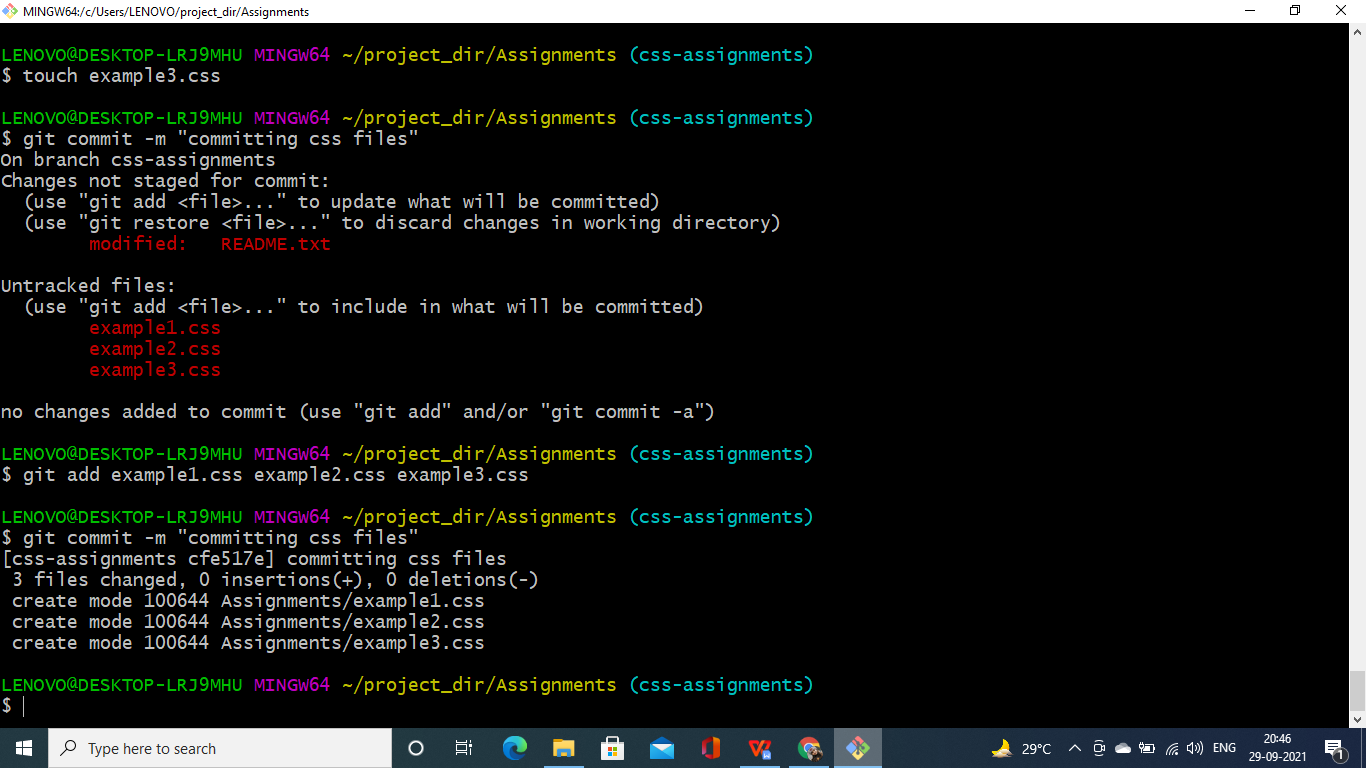 MINGW64:/c/Users/LENOVO/project_dir/Assignments
LENOVO@DESKTOP-LRJ9MHU MINGW64 ~/project_dir/Assignments (css-assignments)
$ touch example3.css
LENOVO@DESKTOP-LRJ9MHU MINGW64 ~/project_dir/Assignments (css-assignments)
$ git commit -m "committing css files"
On branch css-assignments
Changes not staged for commit:
  (use "git add <file>..." to update what will be committed)
  (use "git restore <file>..." to discard changes in working directory)
        modified:   README.txt
Untracked files:
  (use "git add <file>..." to include in what will be committed)
        example1.css
        example2.css
        example3.css
no changes added to commit (use "git add" and/or "git commit -a")
LENOVO@DESKTOP-LRJ9MHU MINGW64 ~/project_dir/Assignments (css-assignments)
$ git add example1.css example2.css example3.css
LENOVO@DESKTOP-LRJ9MHU MINGW64 ~/project_dir/Assignments (css-assignments)
$ git commit -m "committing css files"
[css-assignments cfe517e] committing css files
 3 files changed, 0 insertions(+), 0 deletions(-)
 create mode 100644 Assignments/example1.css
 create mode 100644 Assignments/example2.css
 create mode 100644 Assignments/example3.css
LENOVO@DESKTOP-LRJ9MHU MINGW64 ~/project_dir/Assignments (css-assignments)
$
Type here to search
29°C
ENG
20:46
29-09-2021
1